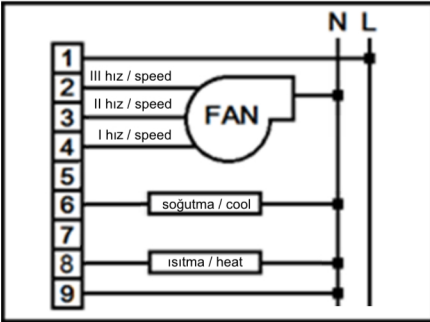 N L
1
2 III hız / speed
3 II hız / speed
FAN
4 I hız / speed
5
6 soğutma / cool
7
8 ısıtma / heat
9